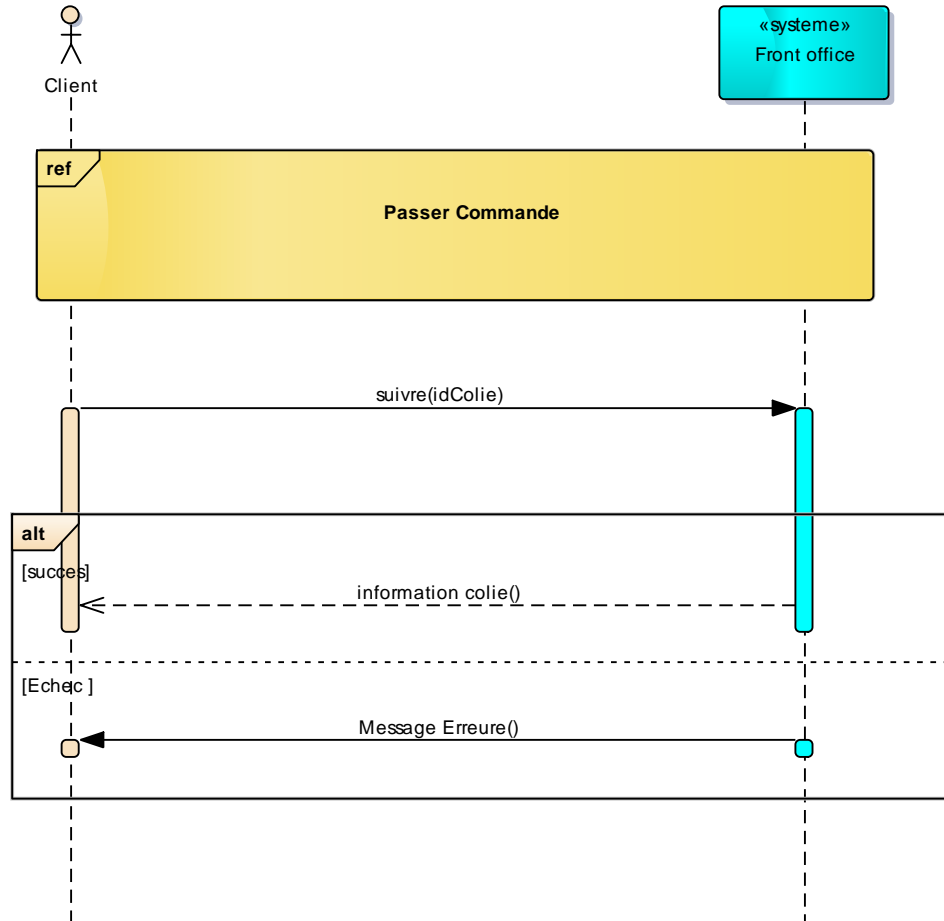 «systeme»
Front office
Client
ref
Passer Commande
suivre(idColie)
alt
[succes]
information colie()
[Echec ]
Message Erreure()